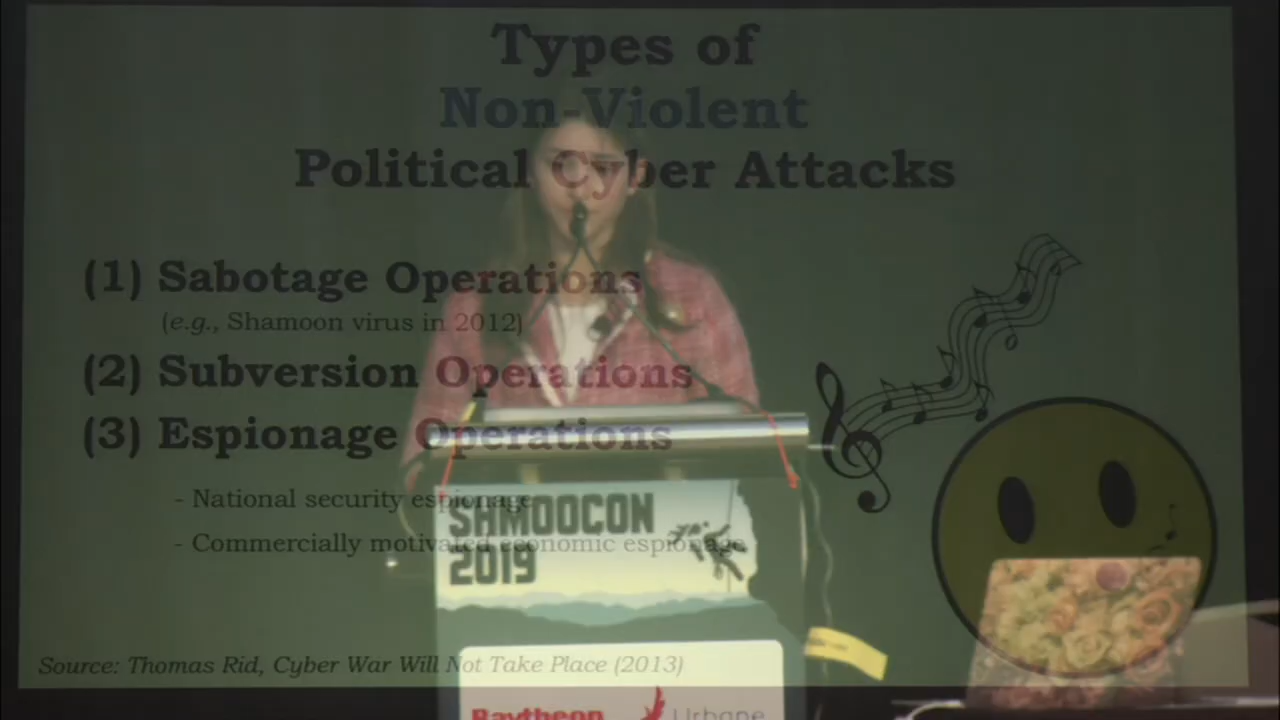 Types of
Non-Violent
Political Cyber Attacks
(1) Sabotage Operations
(e.g., Shamoon virus in 2012)
(2) Subversion Operations
(3) Espionage Operations
- National security espionage
- Commercially motivated economic espionage
Source: Thomas Rid, Cyber War Will Not Take Place (2013)
SHMOOCON
2019
Raytheon
Urbane